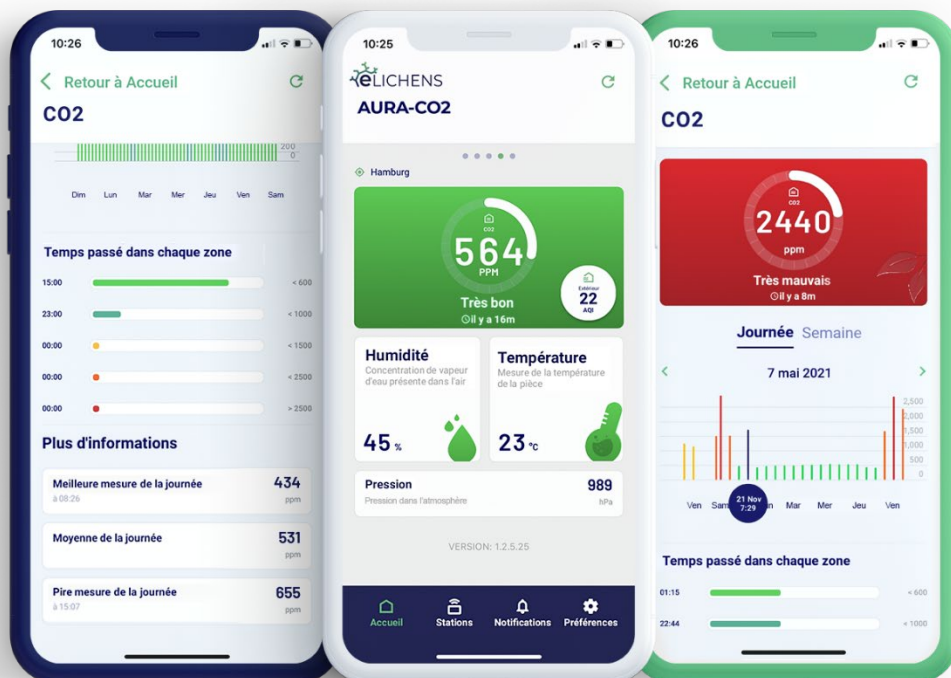 10:26
Retour à Accueil
CO2
200
0
Dim Lun Mar Mer Jeu Ven Sam
Temps passé dans chaque zone
15:00 < 600
23:00 < 1000
00:00 < 1500
00:00 < 2500
00:00 > 2500
Plus d'informations
Meilleure mesure de la journée 434
à 08:26 ppm
Moyenne de la journée 531
ppm
Pire mesure de la journée 655
à 15:07 ppm
10:25
eLICHENS
AURA-CO2
Hamburg
CO2
564
PPM
Très bon
il y a 16m
Extérieur
22
AQI
Humidité
Concentration de vapeur
d'eau présente dans l'air
45 %
Température
Mesure de la température
de la pièce
23 °C
Pression 989
Pression dans l'atmosphère hPa
VERSION: 1.2.5.25
Accueil Stations Notifications Préférences
10:26
Retour à Accueil
CO2
CO2
2440
ppm
Très mauvais
il y a 8m
Journée Semaine
7 mai 2021
2,500
2,000
1,500
1,000
500
0
21 Nov
7:29
Ven Sam Mar Mer Jeu Ven
Temps passé dans chaque zone
01:15 < 600
22:44 < 1000